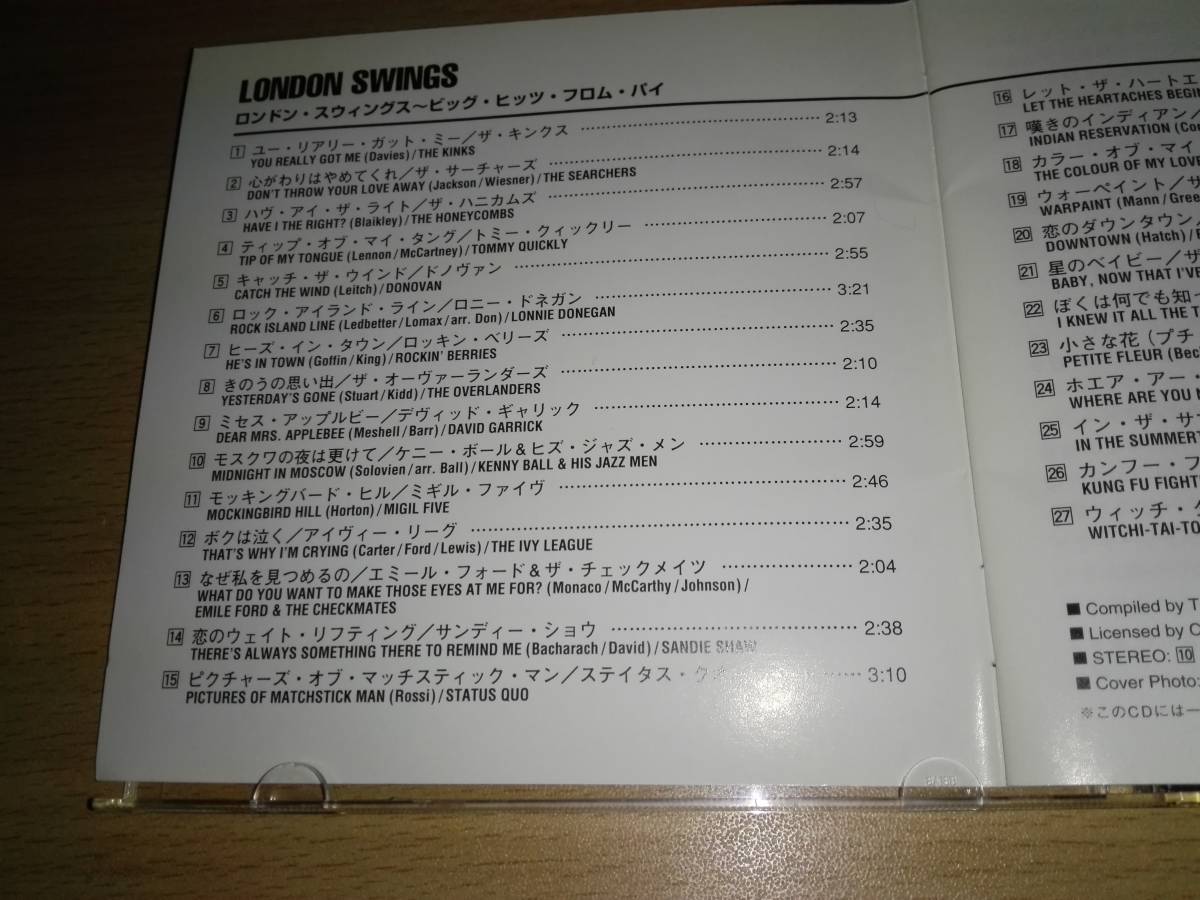 LONDON SWINGS
ロンドン・スウィングス～ビッグ・ヒッツ・フロム・パイ
1 ユー・リアリー・ガット・ミー／ザ・キンクス 2:13
YOU REALLY GOT ME (Davies) / THE KINKS
2 心がわりはやめてくれ／ザ・サーチャーズ 2:14
DON'T THROW YOUR LOVE AWAY (Jackson / Wiesner) / THE SEARCHERS
3 ハヴ・アイ・ザ・ライト／ザ・ハニカムズ 2:57
HAVE I THE RIGHT? (Blaikley) / THE HONEYCOMBS
4 ティップ・オブ・マイ・タング／トミー・クィックリー 2:07
TIP OF MY TONGUE (Lennon / McCartney) / TOMMY QUICKLY
5 キャッチ・ザ・ウインド／ドノヴァン 2:55
CATCH THE WIND (Leitch) / DONOVAN
6 ロック・アイランド・ライン／ロニー・ドネガン 3:21
ROCK ISLAND LINE (Ledbetter / Lomax / arr. Don) / LONNIE DONEGAN
7 ヒーズ・イン・タウン／ロッキン・ベリーズ 2:35
HE'S IN TOWN (Goffin / King) / ROCKIN' BERRIES
8 きのうの思い出／ザ・オーヴァーランダーズ 2:10
YESTERDAY'S GONE (Stuart / Kidd) / THE OVERLANDERS
9 ミセス・アップルビー／デヴィッド・ギャリック 2:14
DEAR MRS. APPLEBEE (Meshell / Barr) / DAVID GARRICK
10 モスクワの夜は更けて／ケニー・ボール＆ヒズ・ジャズ・メン 2:59
MIDNIGHT IN MOSCOW (Solovien / arr. Ball) / KENNY BALL & HIS JAZZ MEN
11 モッキングバード・ヒル／ミギル・ファイヴ 2:46
MOCKINGBIRD HILL (Horton) / MIGIL FIVE
12 ボクは泣く／アイヴィー・リーグ 2:35
THAT'S WHY I'M CRYING (Carter / Ford / Lewis) / THE IVY LEAGUE
13 なぜ私を見つめるの／エミール・フォード＆ザ・チェックメイツ 2:04
WHAT DO YOU WANT TO MAKE THOSE EYES AT ME FOR? (Monaco / McCarthy / Johnson) /
EMILE FORD & THE CHECKMATES
14 恋のウェイト・リフティング／サンディー・ショウ 2:38
THERE'S ALWAYS SOMETHING THERE TO REMIND ME (Bacharach / David) / SANDIE SHAW
15 ピクチャーズ・オブ・マッチスティック・マン／ステイタス・ 3:10
PICTURES OF MATCHSTICK MAN (Rossi) / STATUS QUO
16 レット・ザ・ハートエ
LET THE HEARTACHES BEGIN
17 嘆きのインディアン／
INDIAN RESERVATION (Co
18 カラー・オブ・マイ・
THE COLOUR OF MY LOVE
19 ウォーペイント／ザ
WARPAINT (Mann / Gree
20 恋のダウンタウン／
DOWNTOWN (Hatch) /
21 星のベイビー／ザ
BABY, NOW THAT I'VE
22 ぼくは何でも知っ
I KNEW IT ALL THE T
23 小さな花（プチ
PETITE FLEUR (Bec
24 ホエア・アー・
WHERE ARE YOU
25 イン・ザ・サ
IN THE SUMMERT
26 カンフー・フ
KUNG FU FIGHT
27 ウィッチ・
WITCHI-TAI-TO
■ Compiled by T
■ Licensed by C
■ STEREO: 10
■ Cover Photo:
※このCDには一